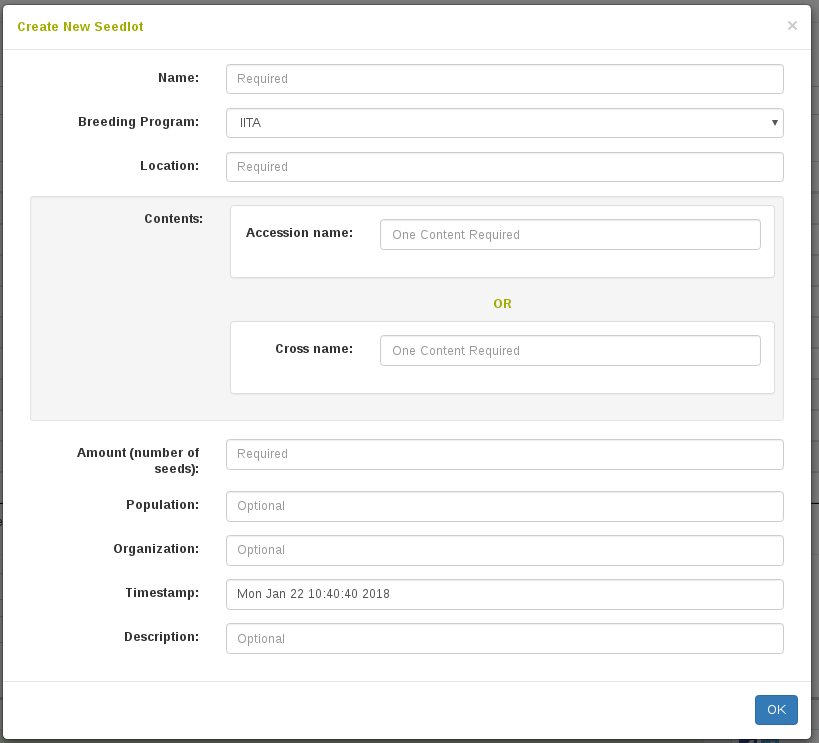 Create New Seedlot ×
Name: Required
Breeding Program: IITA
Location: Required
Contents:
Accession name: One Content Required
OR
Cross name: One Content Required
Amount (number of
seeds): Required
Population: Optional
Organization: Optional
Timestamp: Mon Jan 22 10:40:40 2018
Description: Optional
OK